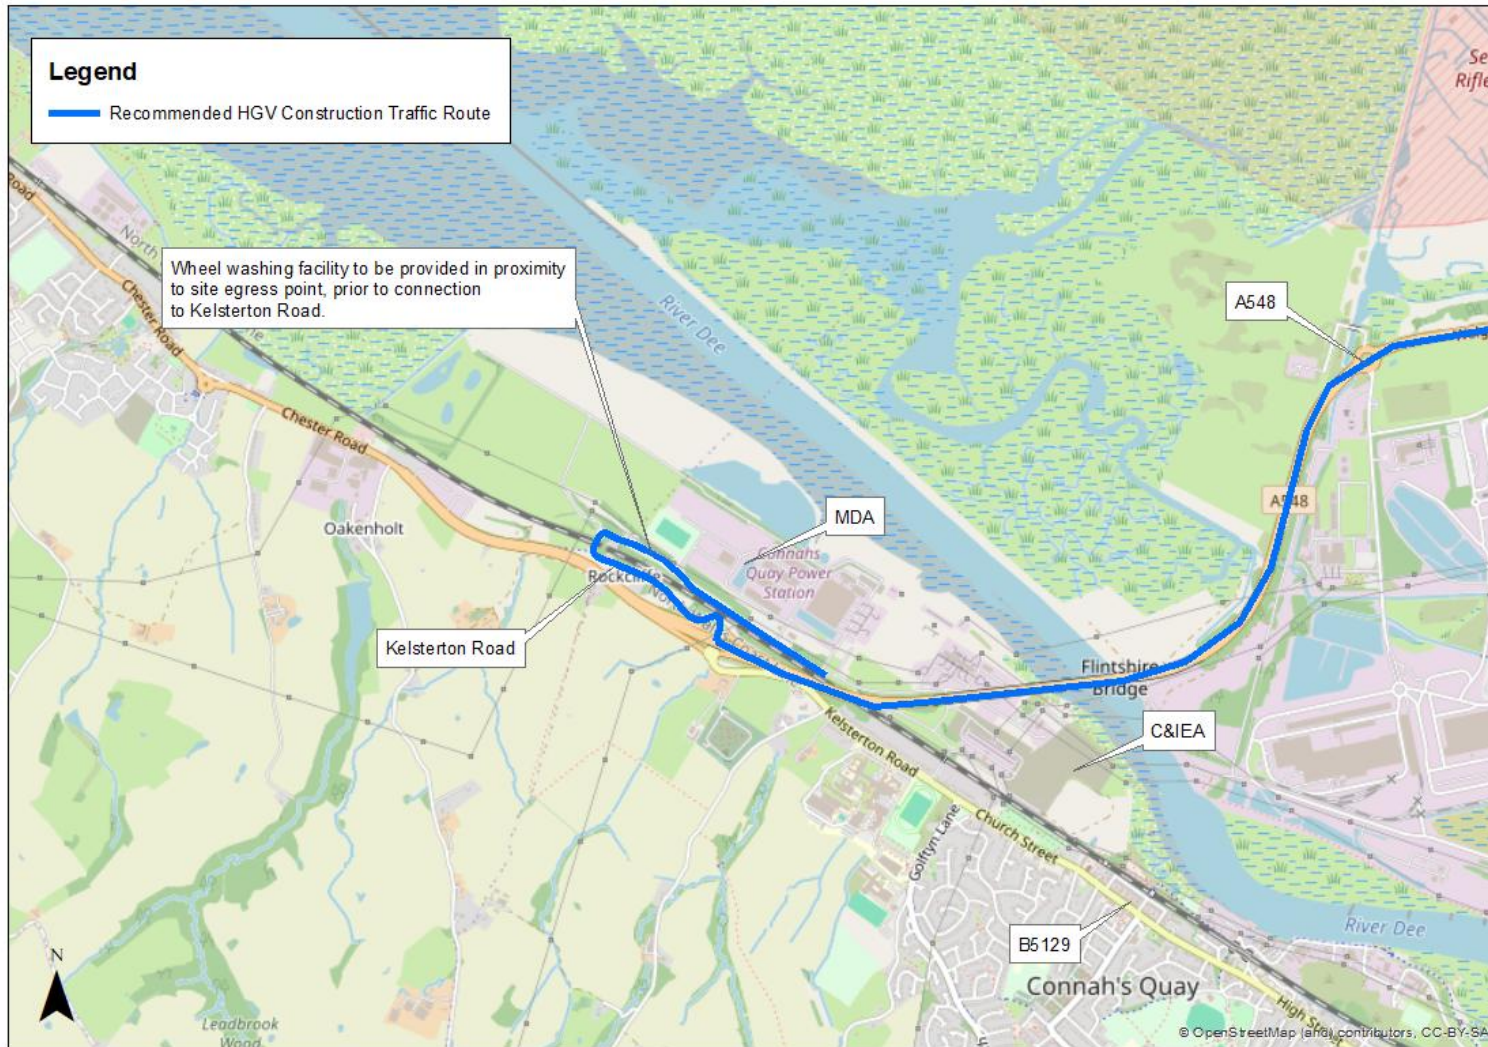 Legend
Recommended HGV Construction Traffic Route
Se
Rifle
Road
North
Wheel washing facility to be provided in proximity
to site egress point, prior to connection
to Kelsterton Road.
River Dee
A548
Chester Road
Chester Road
A548
Oakenholt
MDA
Connahs
Quay Power
Station
Rockcliffe
Kelsterton Road
Flintshire
Bridge
C&IEA
Kelsterton Road
Church Street
Golftyn Lane
B5129
River Dee
Connah's Quay
High Street
N
Leadbrook
Wood
© OpenStreetMap (and) contributors, CC-BY-SA